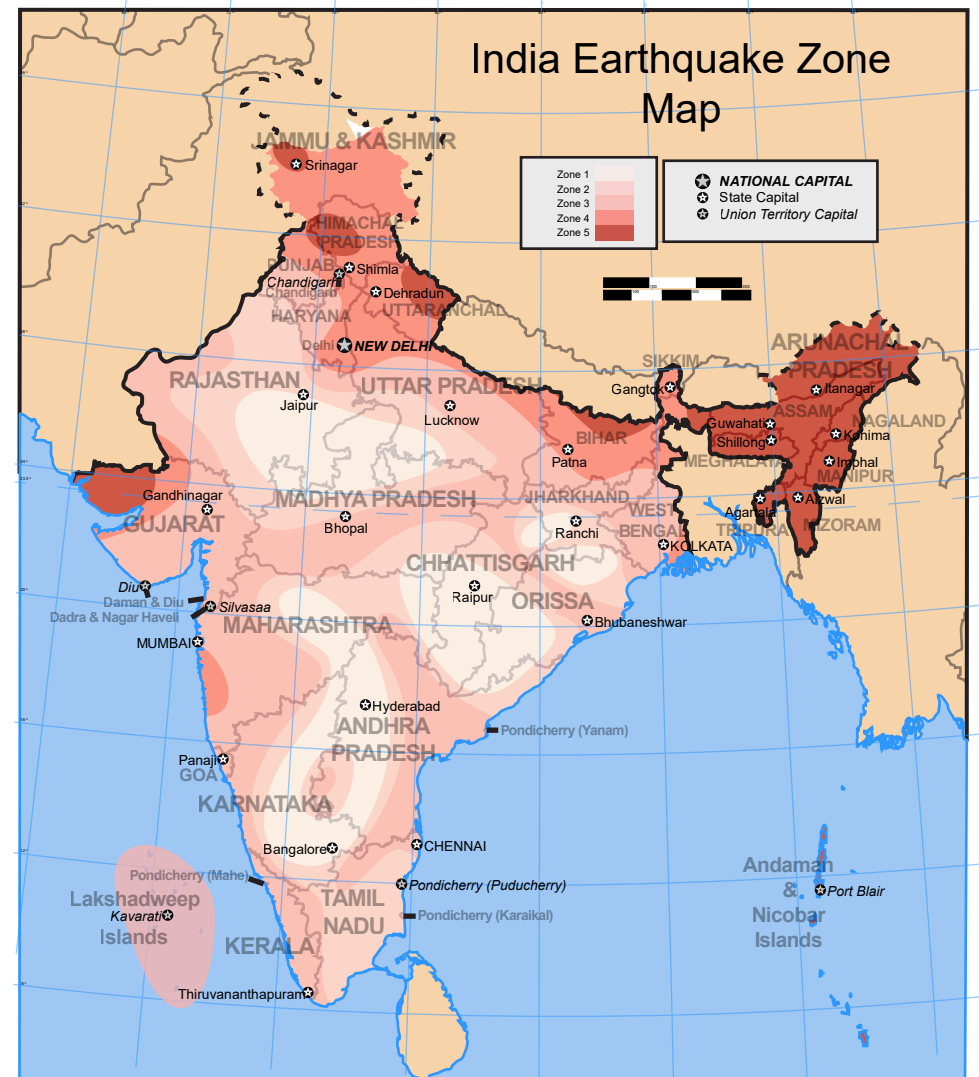 India Earthquake Zone
Map
Zone 1
Zone 2
Zone 3
Zone 4
Zone 5
NATIONAL CAPITAL
State Capital
Union Territory Capital
JAMMU & KASHMIR
Srinagar
HIMACHAL
PRADESH
PUNJAB
Shimla
Chandigarh
Chandigarh
Dehradun
UTTARANCHAL
HARYANA
Delhi
NEW DELHI
ARUNACHAL
PRADESH
SIKKIM
Gangtok
Itanagar
RAJASTHAN
UTTAR PRADESH
Jaipur
Lucknow
ASSAM
NAGALAND
Guwahati
Kohima
Shillong
BIHAR
Patna
MEGHALAYA
Imphal
MANIPUR
Gandhinagar
GUJARAT
MADHYA PRADESH
Bhopal
JHARKHAND
Ranchi
WEST
BENGAL
KOLKATA
Agartala
Aizwal
TRIPURA
MIZORAM
CHHATTISGARH
Raipur
ORISSA
Bhubaneshwar
Diu
Daman & Diu
Dadra & Nagar Haveli
Silvasaa
MAHARASHTRA
MUMBAI
Hyderabad
ANDHRA
PRADESH
Pondicherry (Yanam)
Panaji
GOA
KARNATAKA
Bangalore
CHENNAI
Pondicherry (Mahe)
Pondicherry (Puducherry)
Lakshadweep
Kavarati
Islands
TAMIL
NADU
Pondicherry (Karaikal)
KERALA
Thiruvananthapuram
Andaman
&
Nicobar
Islands
Port Blair